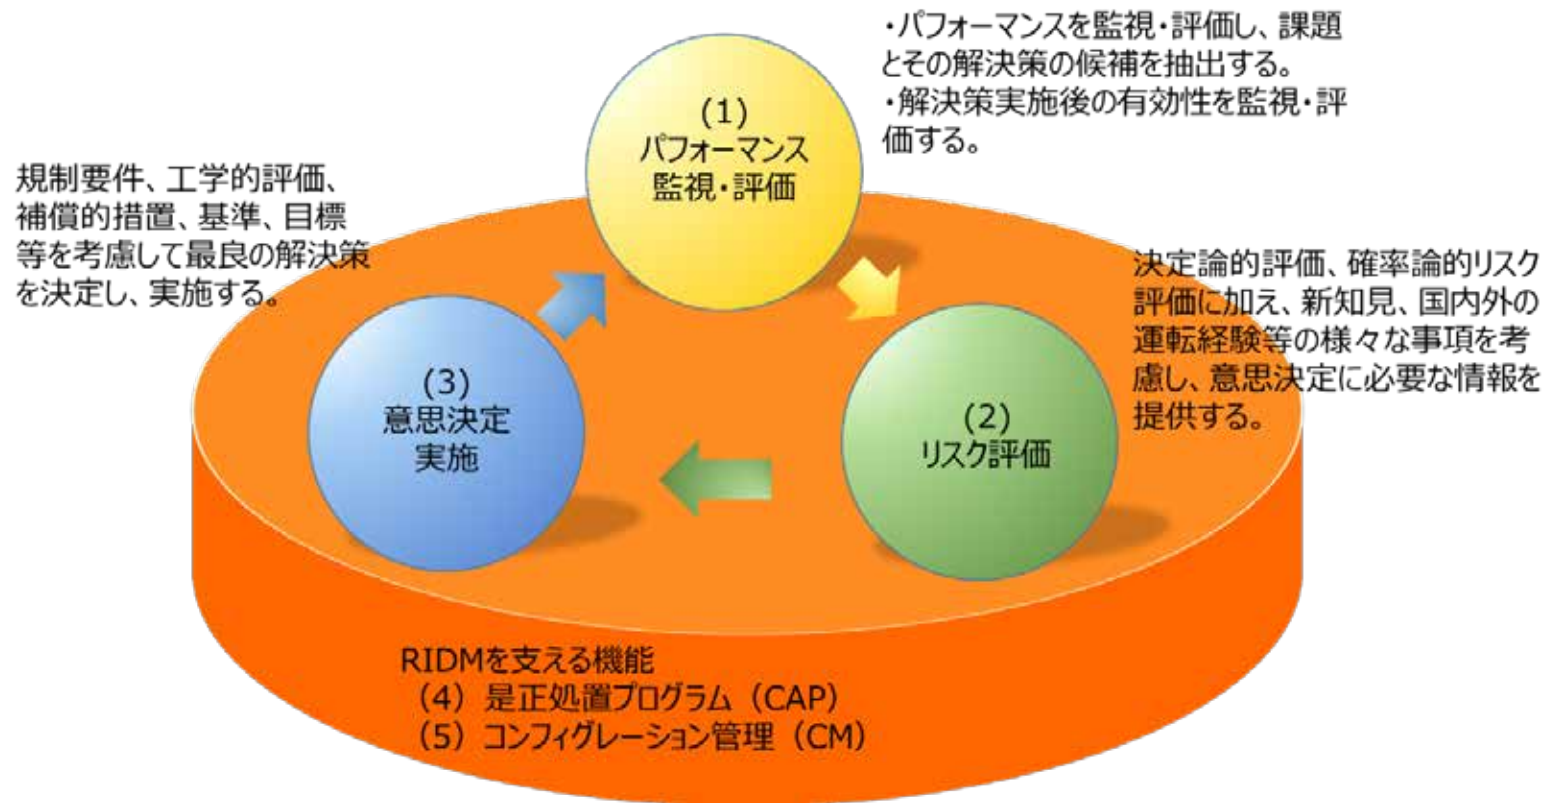 ・パフォーマンスを監視・評価し、課題
とその解決策の候補を抽出する。
・解決策実施後の有効性を監視・評
価する。
(1)
パフォーマンス
監視・評価
規制要件、工学的評価、
補償的措置、基準、目標
等を考慮して最良の解決策
を決定し、実施する。
決定論的評価、確率論的リスク
評価に加え、新知見、国内外の
運転経験等の様々な事項を考
慮し、意思決定に必要な情報を
提供する。
(3)
意思決定
実施
(2)
リスク評価
RIDMを支える機能
（4）是正処置プログラム（CAP）
（5）コンフィグレーション管理（CM）